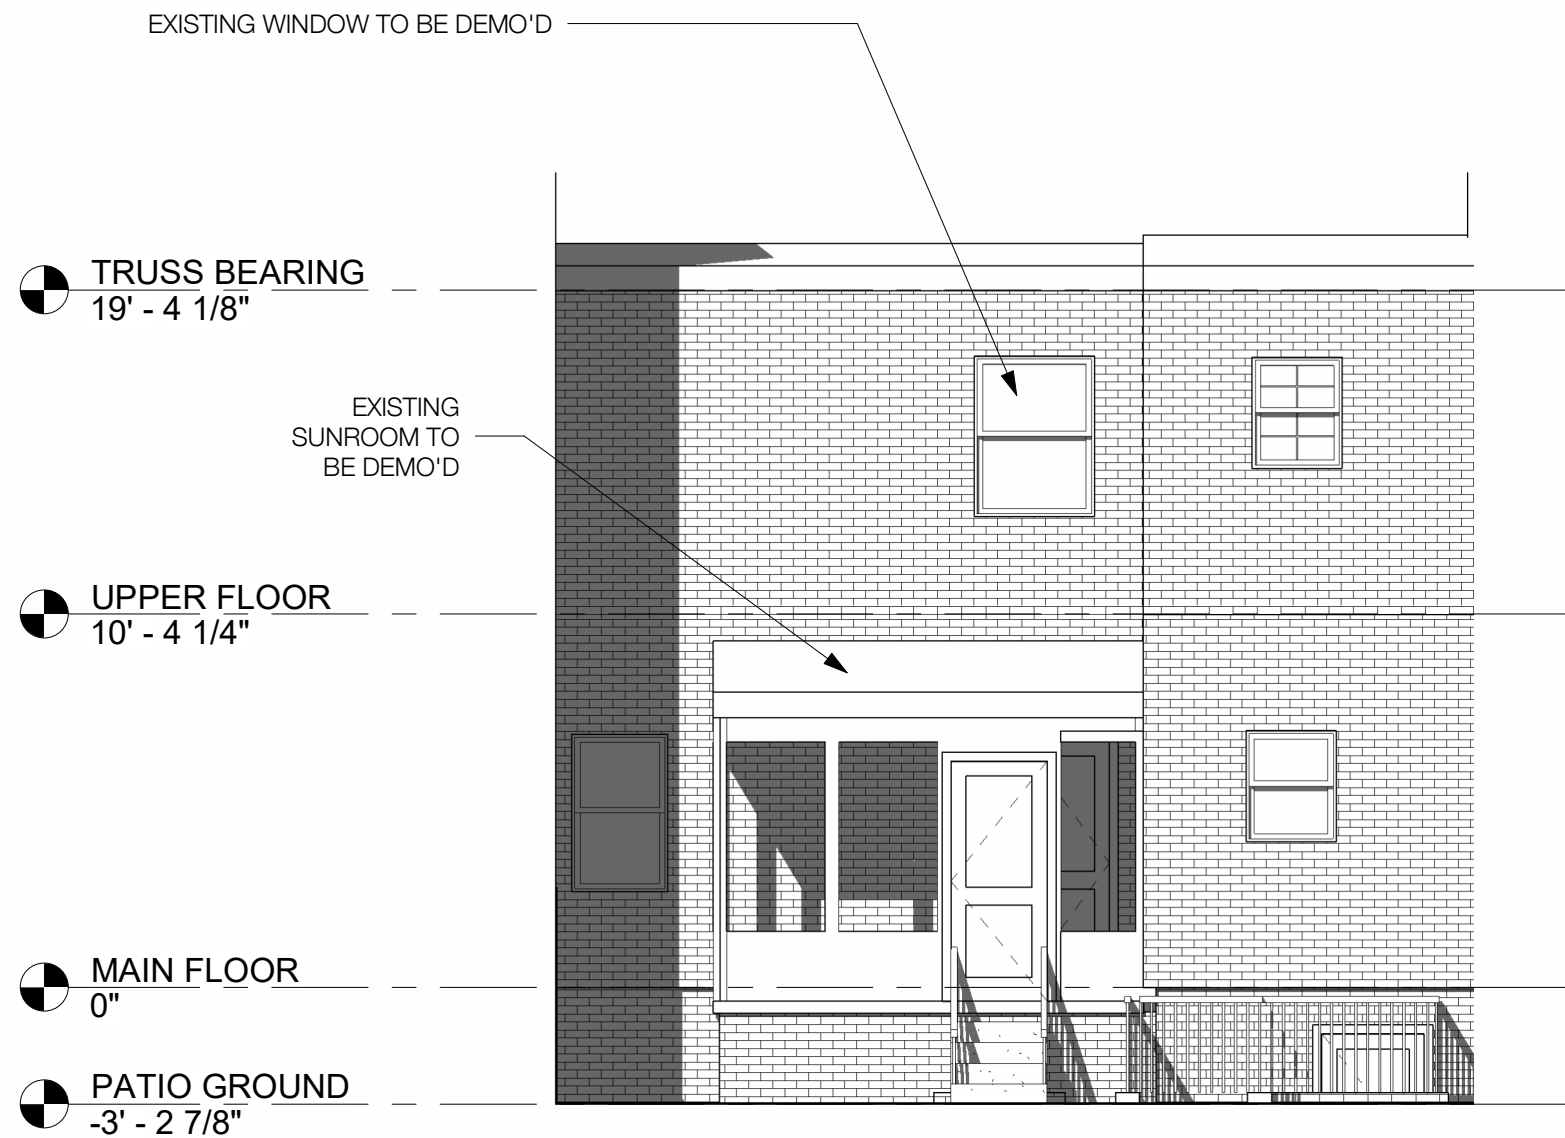 EXISTING WINDOW TO BE DEMO'D
TRUSS BEARING
19' - 4 1/8"
EXISTING
SUNROOM TO
BE DEMO'D
UPPER FLOOR
10' - 4 1/4"
MAIN FLOOR
0"
PATIO GROUND
-3' - 2 7/8"